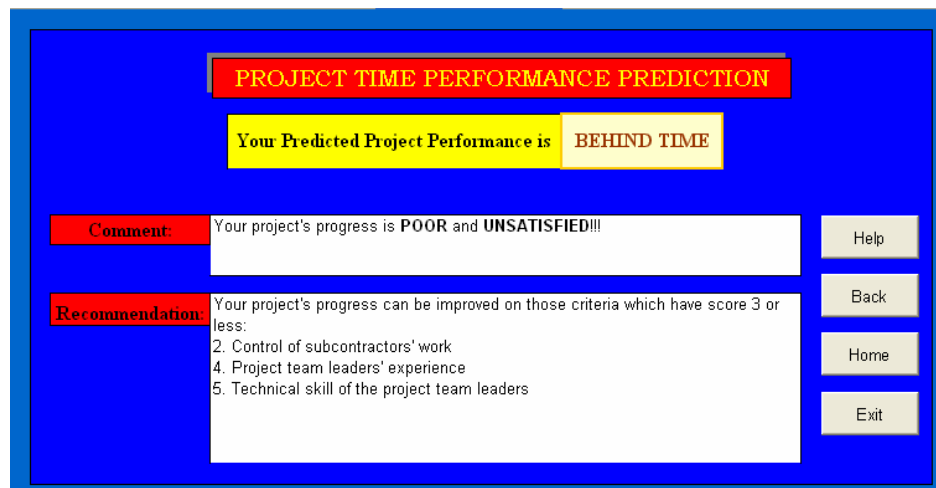 PROJECT TIME PERFORMANCE PREDICTION
Your Predicted Project Performance is BEHIND TIME
Comment: Your project's progress is POOR and UNSATISFIED!!!
Help
Recommendation: Your project's progress can be improved on those criteria which have score 3 or
less:
2. Control of subcontractors' work
4. Project team leaders' experience
5. Technical skill of the project team leaders
Back
Home
Exit